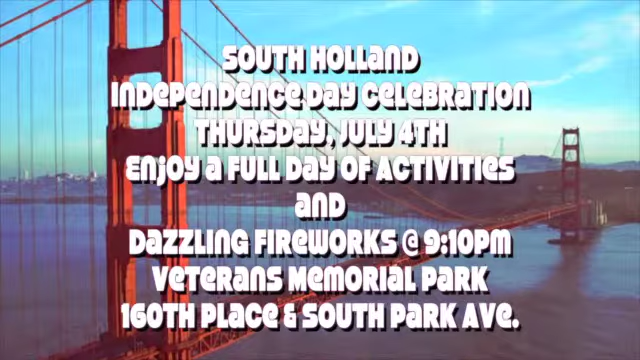 SOUTH HOLLAND
INDEPENDENCE DAY CELEBRATION
THURSDAY, JULY 4TH
ENJOY A FULL DAY OF ACTIVITIES
AND
DAZZLING FIREWORKS @ 9:10PM
VETERANS MEMORIAL PARK
160TH PLACE & SOUTH PARK AVE.